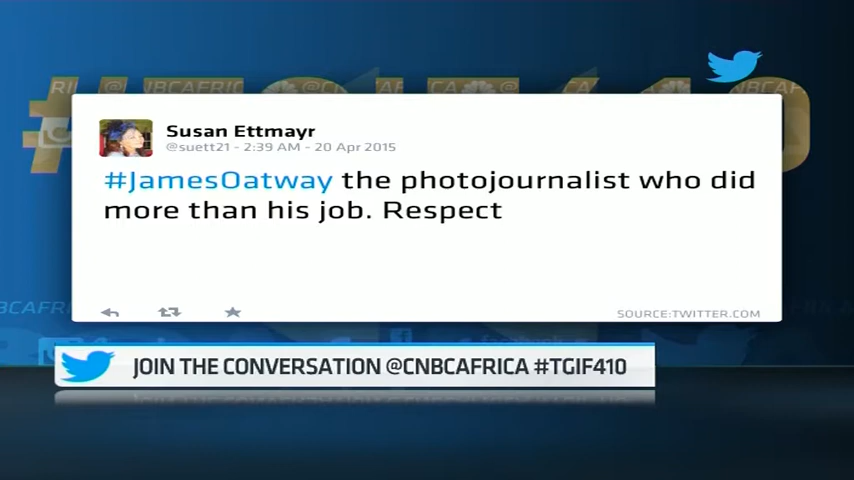 Susan Ettmayr
@suett21 - 2:39 AM - 20 Apr 2015
#JamesOatway the photojournalist who did
more than his job. Respect
SOURCE:TWITTER.COM
JOIN THE CONVERSATION @CNBCAFRICA #TGIF410